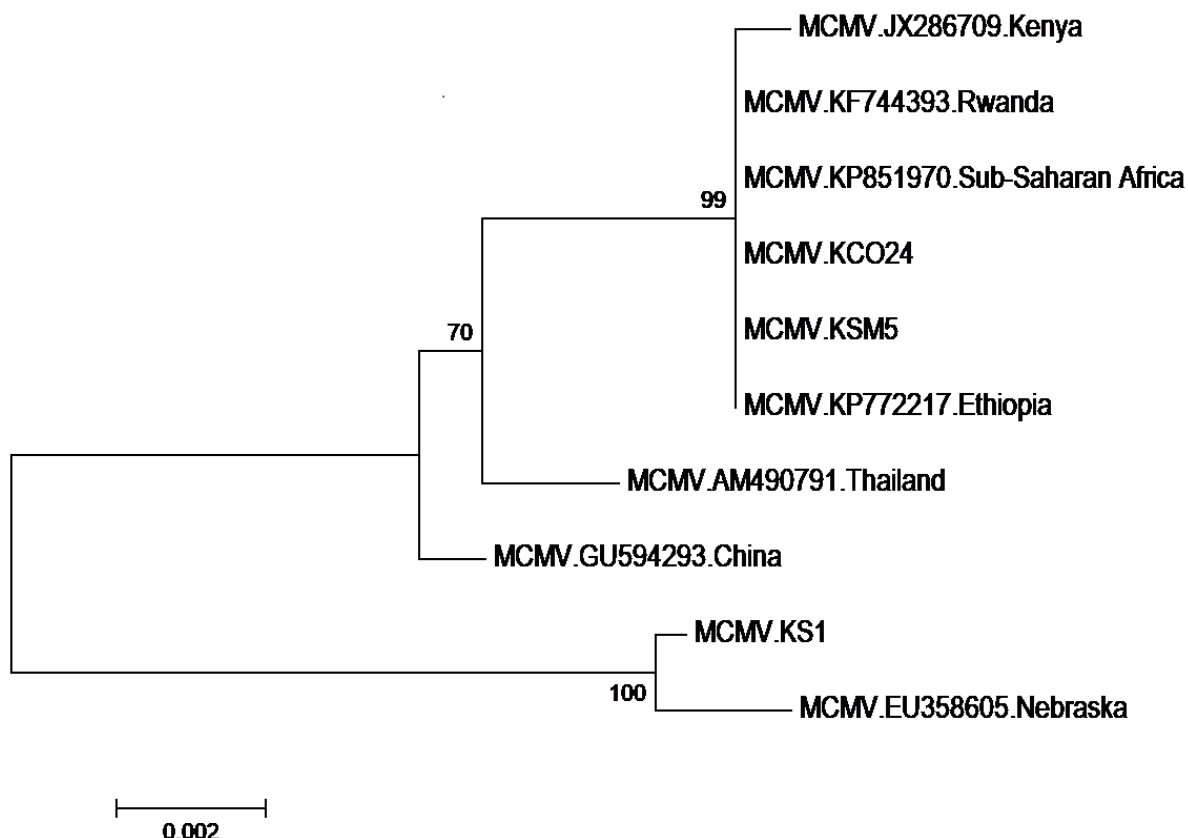 MCMV.JX286709.Kenya
MCMV.KF744393.Rwanda
MCMV.KP851970.Sub-Saharan Africa
99
MCMV.KCO24
MCMV.KSM5
70
MCMV.KP772217.Ethiopia
MCMV.AM490791.Thailand
MCMV.GU594293.China
MCMV.KS1
100
MCMV.EU358605.Nebraska
0.002